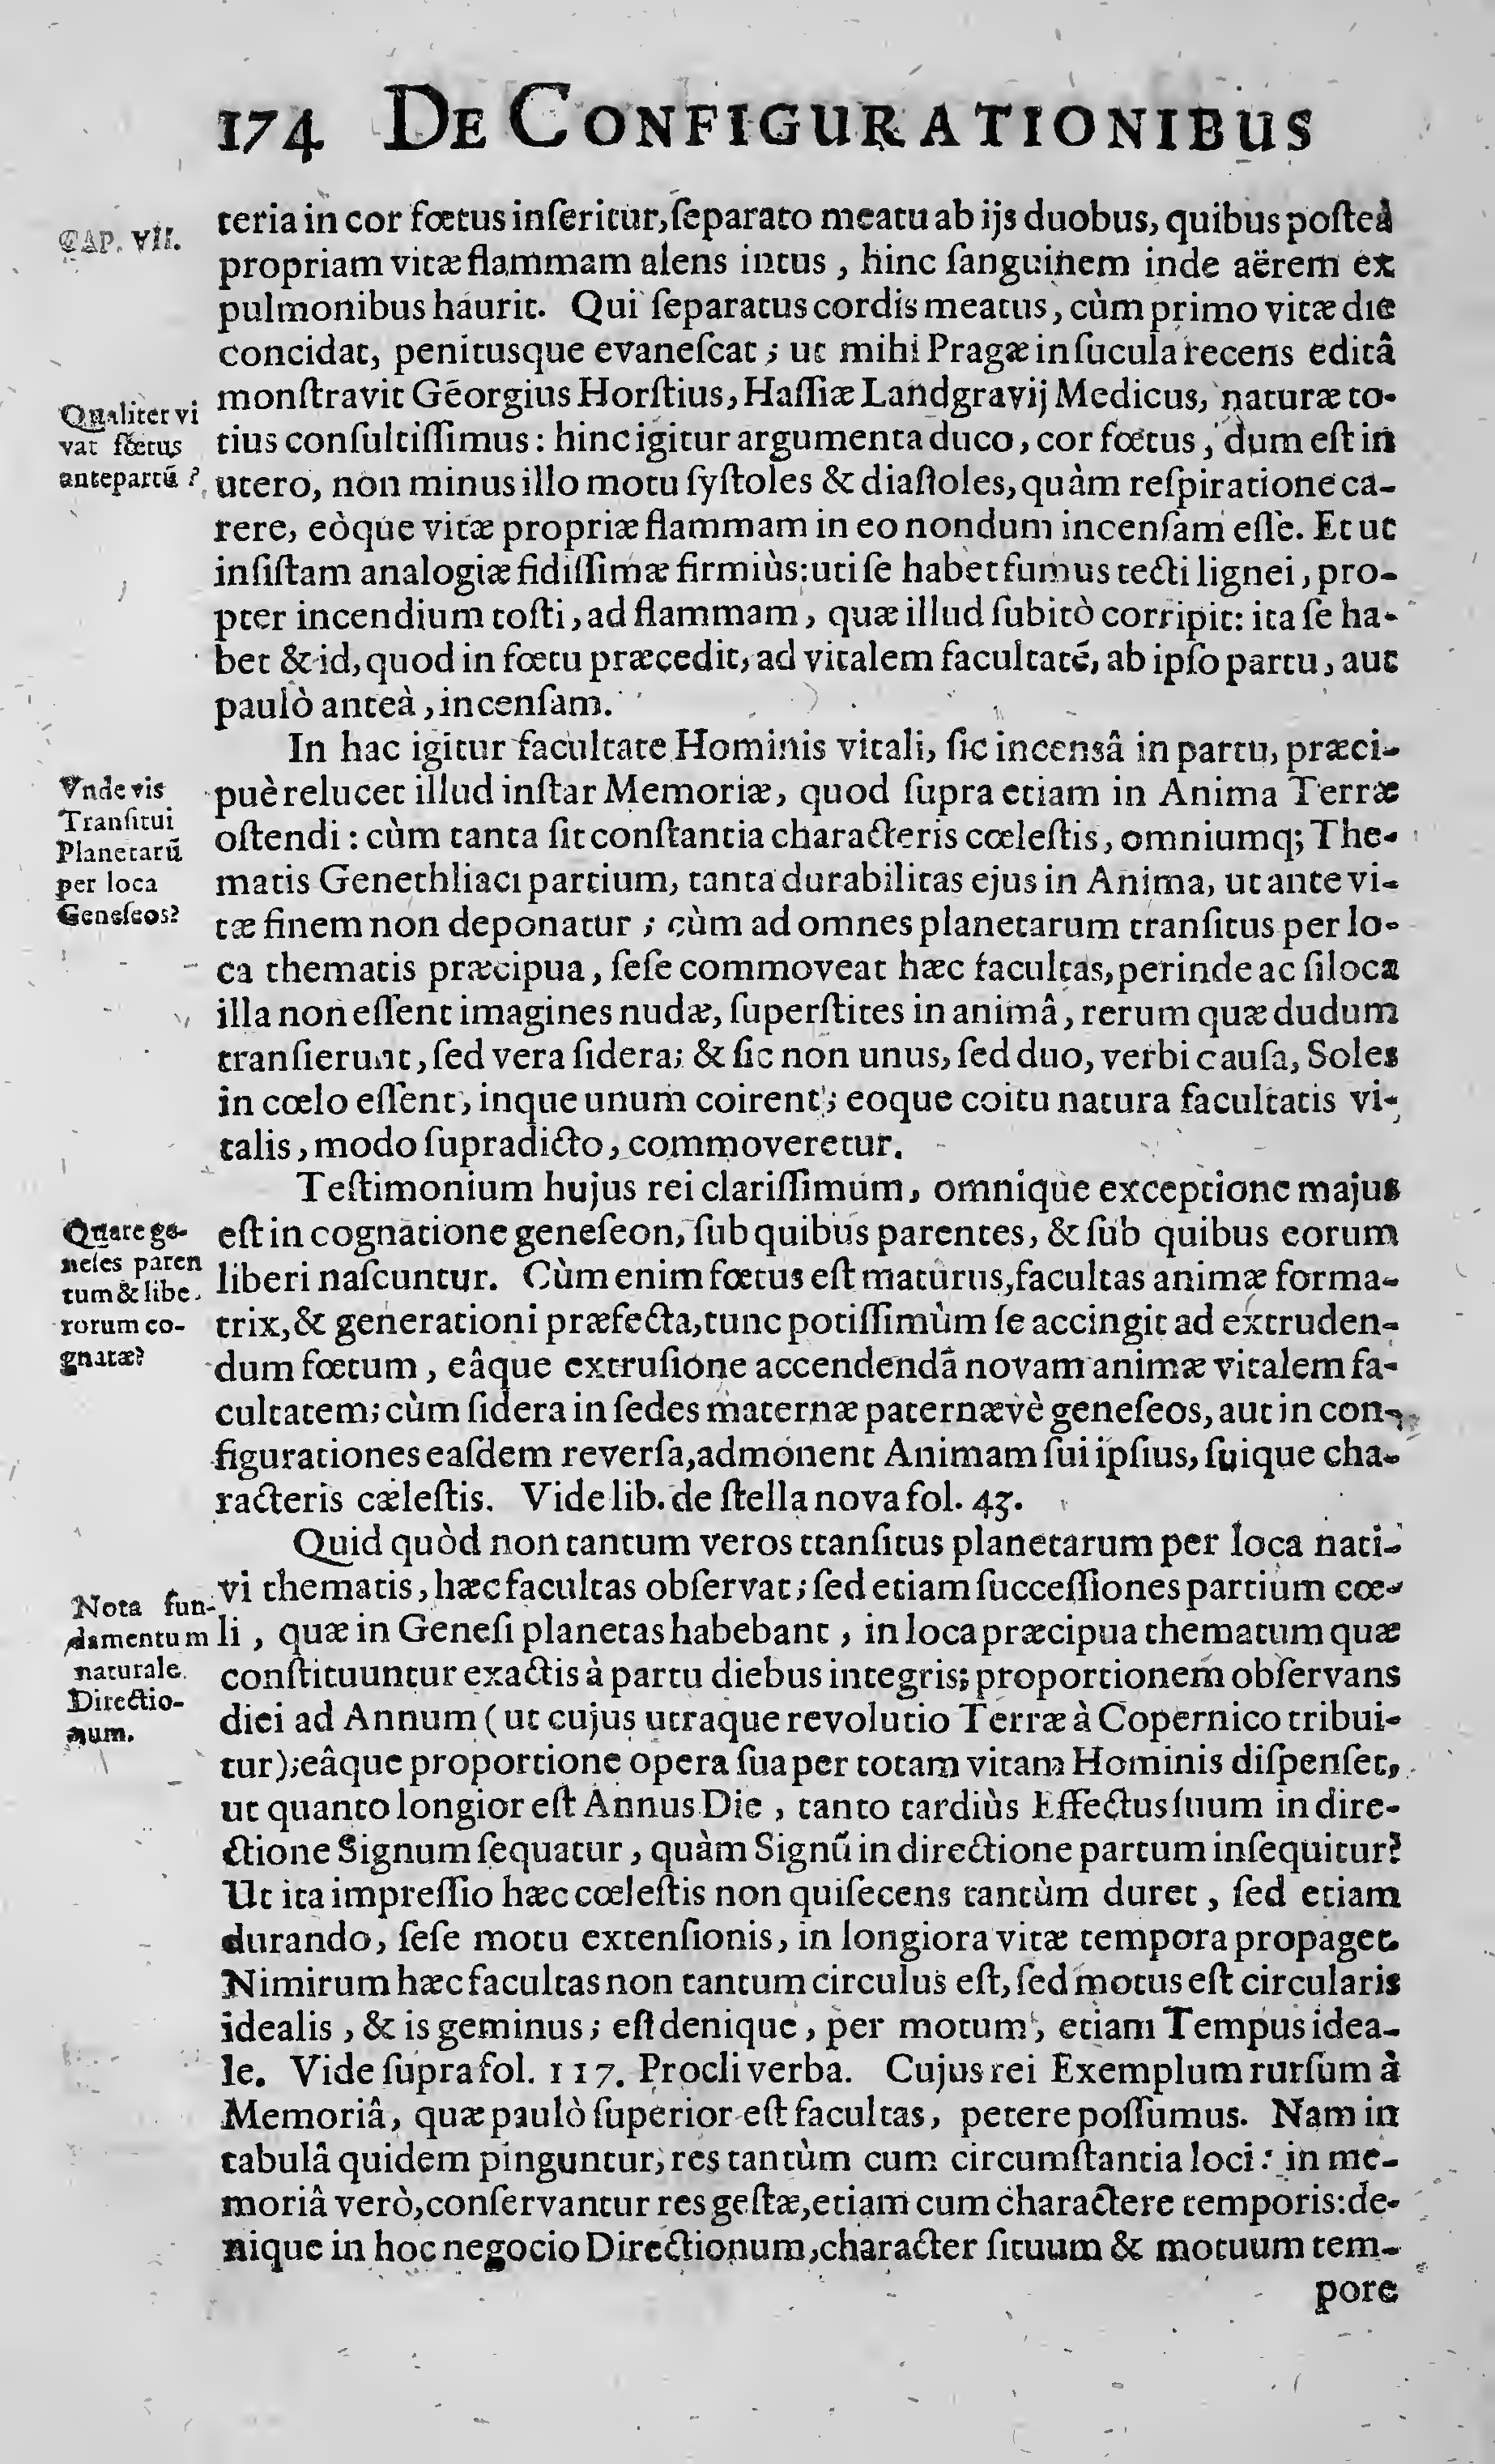 174 DE CONFIGURATIONIBUS
CAP. VII.
teria in cor fœtus inſeritur, ſeparato meatu ab ijs duobus, quibus poſteà
propriam vitæ flammam alens intus, hinc ſanguinem inde aërem ex
pulmonibus haurit. Qui ſeparatus cordis meatus, cùm primo vitæ die
concidat, penitusque evaneſcat; ut mihi Pragæ in ſucula recens editâ
monſtravit Georgius Horſtius, Haſſiæ Landgravij Medicus, naturæ to-
tius conſultiſſimus: hinc igitur argumenta duco, cor fœtus, dum eſt in
utero, non minus illo motu ſyſtoles & diaſtoles, quàm reſpiratione ca-
rere, eòque vitæ propriæ flammam in eo nondum incenſam eſſe. Et ut
inſiſtam analogiæ fidiſſimæ firmiùs: uti ſe habet fumus tecti lignei, pro-
pter incendium toſti, ad flammam, quæ illud ſubitò corripit: ita ſe ha-
bet & id, quod in fœtu præcedit, ad vitalem facultatẽ, ab ipſo partu, aut
paulò anteà, incenſam.
Qualiter vi
vat fœtus
ante partũ?
In hac igitur facultate Hominis vitali, ſic incensâ in partu, præci-
puè relucet illud inſtar Memoriæ, quod ſupra etiam in Anima Terræ
oſtendi: cùm tanta ſit conſtantia characteris cœleſtis, omniumq; The-
matis Genethliaci partium, tanta durabilitas ejus in Anima, ut ante vi-
tæ finem non deponatur; cùm ad omnes planetarum tranſitus per lo-
ca thematis præcipua, ſeſe commoveat hæc facultas, perinde ac ſi loca
illa non eſſent imagines nudæ, ſuperſtites in animâ, rerum quæ dudum
tranſierunt, ſed vera ſidera; & ſic non unus, ſed duo, verbi cauſa, Soles
in cœlo eſſent, inque unum coirent; eoque coitu natura facultatis vi-
talis, modo ſupradicto, commoveretur.
Vnde vis
Tranſitui
Planetarũ
per loca
Geneſeos?
Teſtimonium hujus rei clariſſimum, omnique exceptione majus
eſt in cognatione geneſeon, ſub quibus parentes, & ſub quibus eorum
liberi naſcuntur. Cùm enim fœtus eſt maturus, facultas animæ forma-
trix, & generationi præfecta, tunc potiſſimùm ſe accingit ad extruden-
dum fœtum, eâque extruſione accendendã novam animæ vitalem fa-
cultatem; cùm ſidera in ſedes maternæ paternævè geneſeos, aut in con-
figurationes eaſdem reverſa, admonent Animam ſui ipſius, ſuique cha-
racteris cæleſtis. Vide lib. de ſtella nova fol. 43.
Quare ge-
neſes paren
tum & libe-
rorum co-
gnatæ?
Quid quòd non tantum veros ttanſitus planetarum per loca nati-
vi thematis, hæc facultas obſervat; ſed etiam ſucceſſiones partium cœ-
li, quæ in Geneſi planetas habebant, in loca præcipua thematum quæ
conſtituuntur exactis à partu diebus integris; proportionem obſervans
diei ad Annum (ut cujus utraque revolutio Terræ à Copernico tribui-
tur); eâque proportione opera ſua per totam vitam Hominis diſpenſet,
ut quanto longior eſt Annus Die, tanto tardiùs Effectus ſuum in dire-
ctione Signum ſequatur, quàm Signũ in directione partum inſequitur?
Ut ita impreſſio hæc cœleſtis non quiſecens tantùm duret, ſed etiam
durando, ſeſe motu extenſionis, in longiora vitæ tempora propaget.
Nimirum hæc facultas non tantum circulus eſt, ſed motus eſt circularis
idealis, & is geminus; eſt denique, per motum, etiam Tempus idea-
le. Vide ſupra fol. 117. Procli verba. Cujus rei Exemplum rurſum à
Memoriâ, quæ paulò ſuperior eſt facultas, petere poſſumus. Nam in
tabulâ quidem pinguntur, res tantùm cum circumſtantia loci: in me-
moriâ verò, conſervantur res geſtæ, etiam cum charactere temporis: de-
nique in hoc negocio Directionum, character ſituum & motuum tem-
Nota fun-
damentum
naturale
Directio-
num.
pore